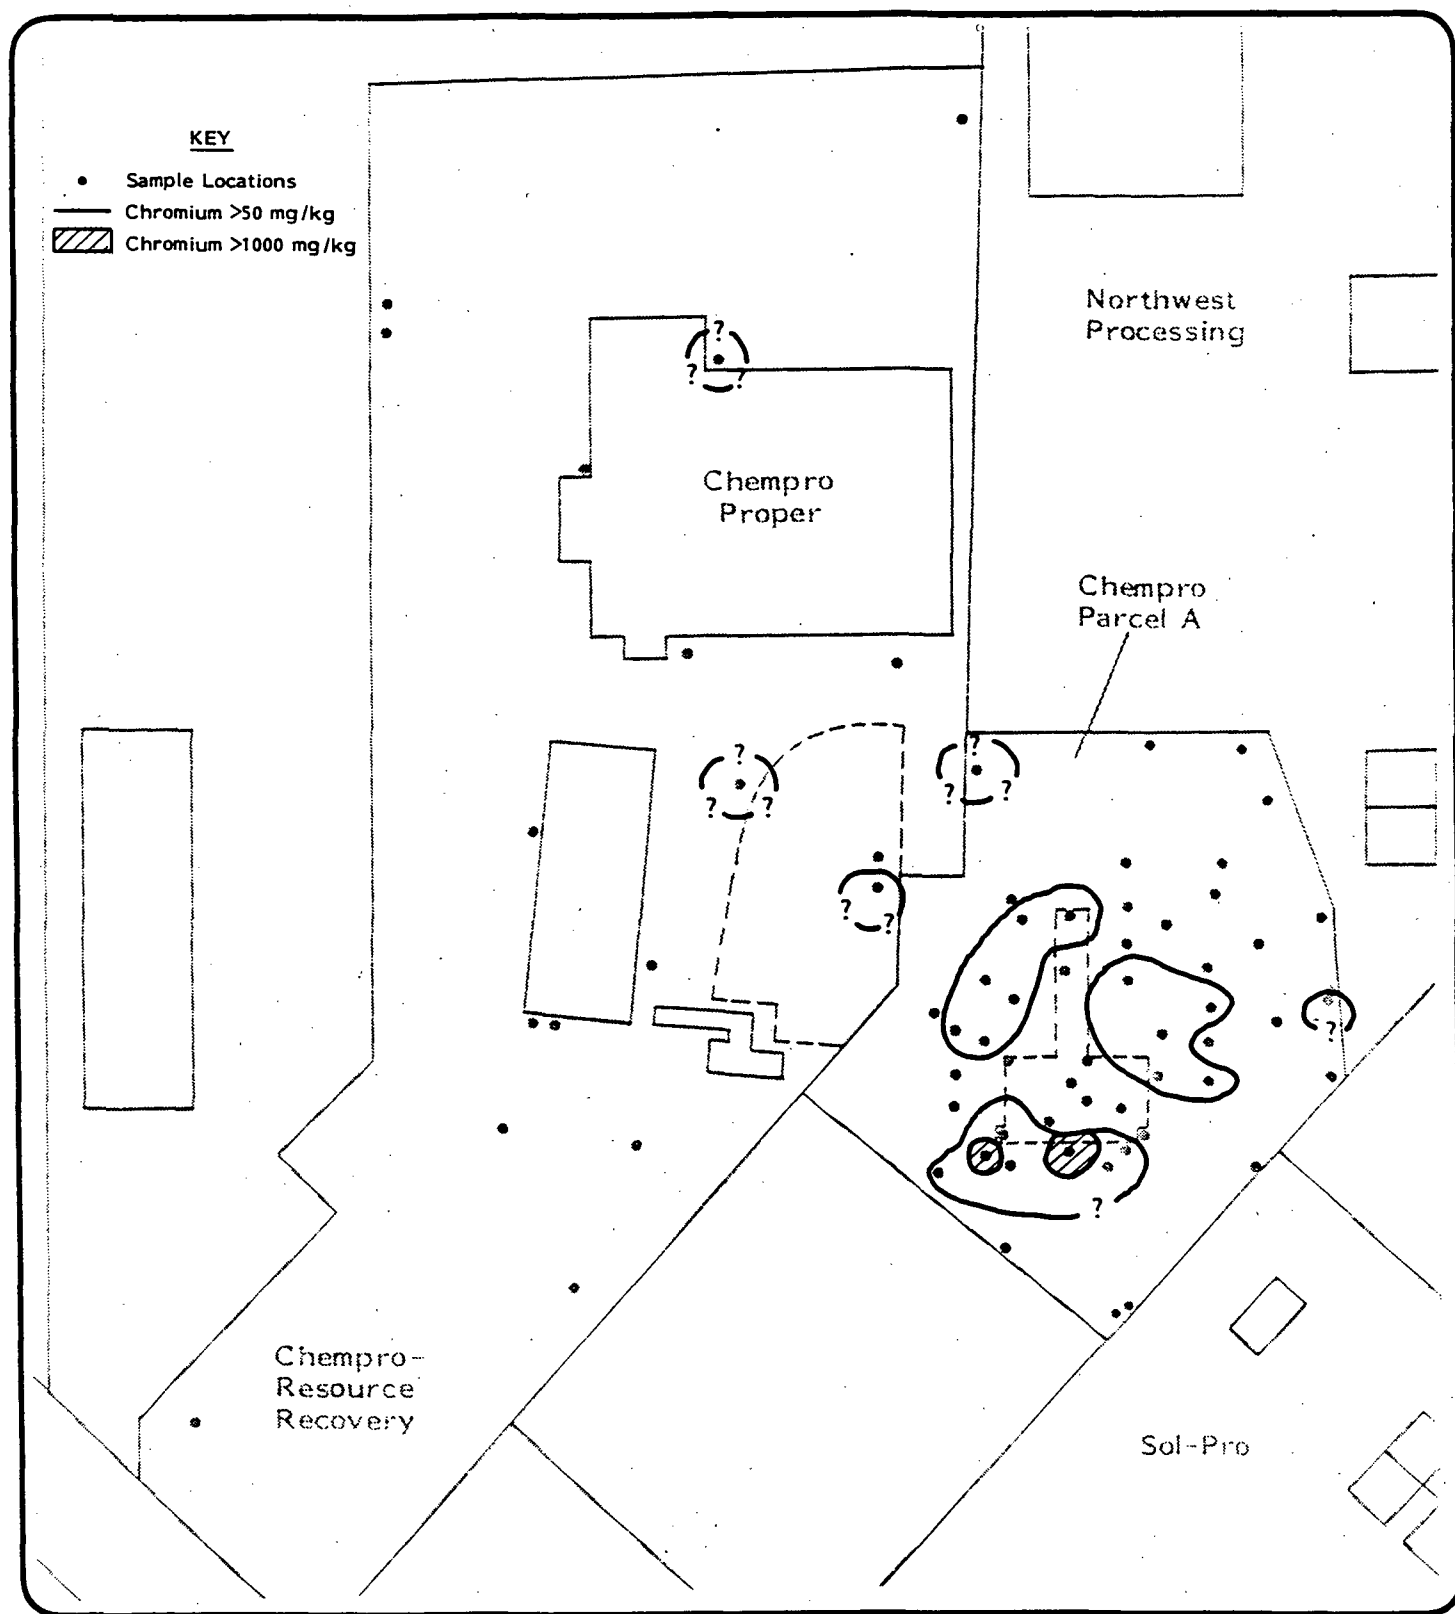 KEY
Sample Locations
Chromium >50 mg/kg
Chromium >1000 mg/kg
Northwest
Processing
?
? ?
Chempro
Proper
Chempro
Parcel A
?
? ?
?
? ?
? ?
?
?
Chempro-
Resource
Recovery
Sol-Pro